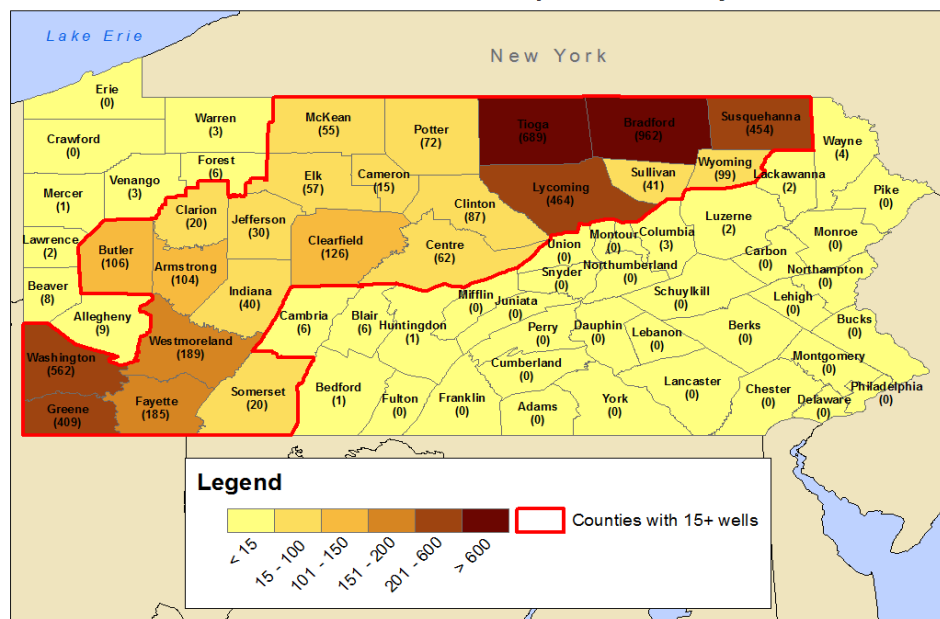 Lake Erie
New York
Erie
(0)
Crawford
(0)
Warren
(3)
Forest
(6)
Mercer
(1)
Venango
(3)
Lawrence
(2)
Beaver
(8)
Allegheny
(9)
Butler
(106)
Clarion
(20)
Armstrong
(104)
Jefferson
(30)
Indiana
(40)
McKean
(55)
Elk
(57)
Cameron
(15)
Potter
(72)
Clinton
(87)
Clearfield
(126)
Centre
(62)
Tioga
(689)
Bradford
(962)
Susquehanna
(454)
Lycoming
(464)
Sullivan
(41)
Wyoming
(99)
Wayne
(4)
Lackawanna
(2)
Pike
(0)
Luzerne
(2)
Monroe
(0)
Carbon
(0)
Northampton
(0)
Columbia
(3)
Montour
(0)
Union
(0)
Snyder
(0)
Northumberland
(0)
Schuylkill
(0)
Lehigh
(0)
Bucks
(0)
Berks
(0)
Montgomery
(0)
Philadelphia
(0)
Delaware
(0)
Chester
(0)
Lancaster
(0)
Lebanon
(0)
Dauphin
(0)
Mifflin
(0)
Juniata
(0)
Perry
(0)
Cumberland
(0)
York
(0)
Adams
(0)
Franklin
(0)
Fulton
(0)
Huntingdon
(1)
Blair
(6)
Cambria
(6)
Bedford
(1)
Somerset
(20)
Westmoreland
(189)
Fayette
(185)
Washington
(562)
Greene
(409)
Legend
< 15
15 - 100
101 - 150
151 - 200
201 - 600
> 600
Counties with 15+ wells